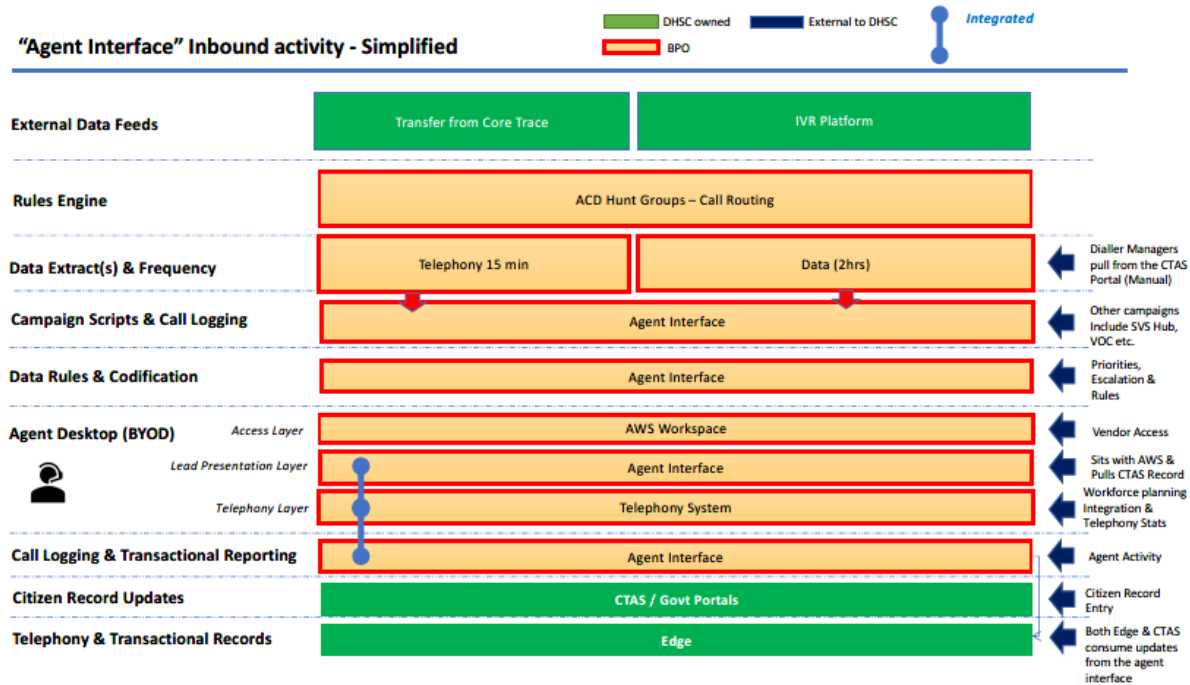 DHSC owned
External to DHSC
Integrated
BPO
"Agent Interface" Inbound activity - Simplified
External Data Feeds
Transfer from Core Trace
IVR Platform
Rules Engine
ACD Hunt Groups – Call Routing
Data Extract(s) & Frequency
Telephony 15 min
Data (2hrs)
Dialler Managers
pull from the CTAS
Portal (Manual)
Campaign Scripts & Call Logging
Agent Interface
Other campaigns
Include SVS Hub,
VOC etc.
Data Rules & Codification
Agent Interface
Priorities,
Escalation &
Rules
Agent Desktop (BYOD)
Access Layer
AWS Workspace
Vendor Access
Lead Presentation Layer
Agent Interface
Sits with AWS &
Pulls CTAS Record
Telephony Layer
Telephony System
Workforce planning
Integration &
Telephony Stats
Call Logging & Transactional Reporting
Agent Interface
Agent Activity
Citizen Record Updates
CTAS / Govt Portals
Citizen Record
Entry
Telephony & Transactional Records
Edge
Both Edge & CTAS
consume updates
from the agent
interface